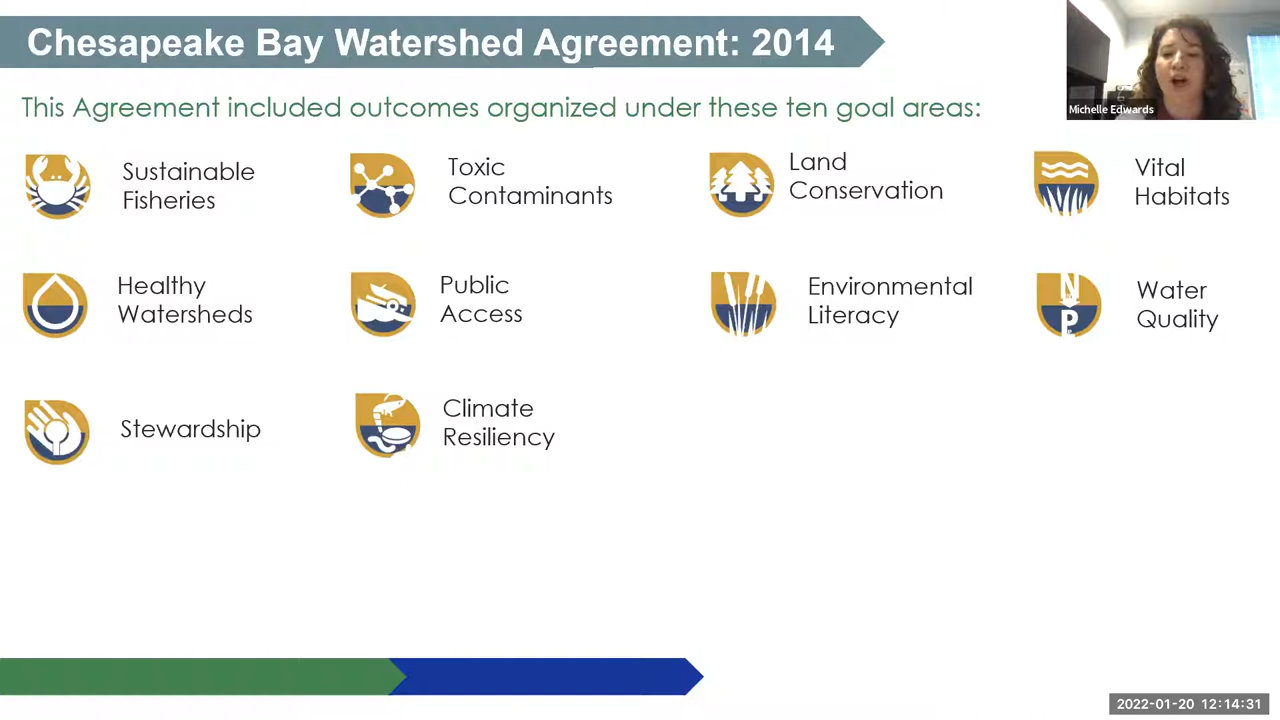 Chesapeake Bay Watershed Agreement: 2014
Michelle Edwards
This Agreement included outcomes organized under these ten goal areas:
Sustainable
Fisheries
Toxic
Contaminants
Land
Conservation
Vital
Habitats
Healthy
Watersheds
Public
Access
Environmental
Literacy
N
P
Water
Quality
Stewardship
Climate
Resiliency
2022-01-20 12:14:31